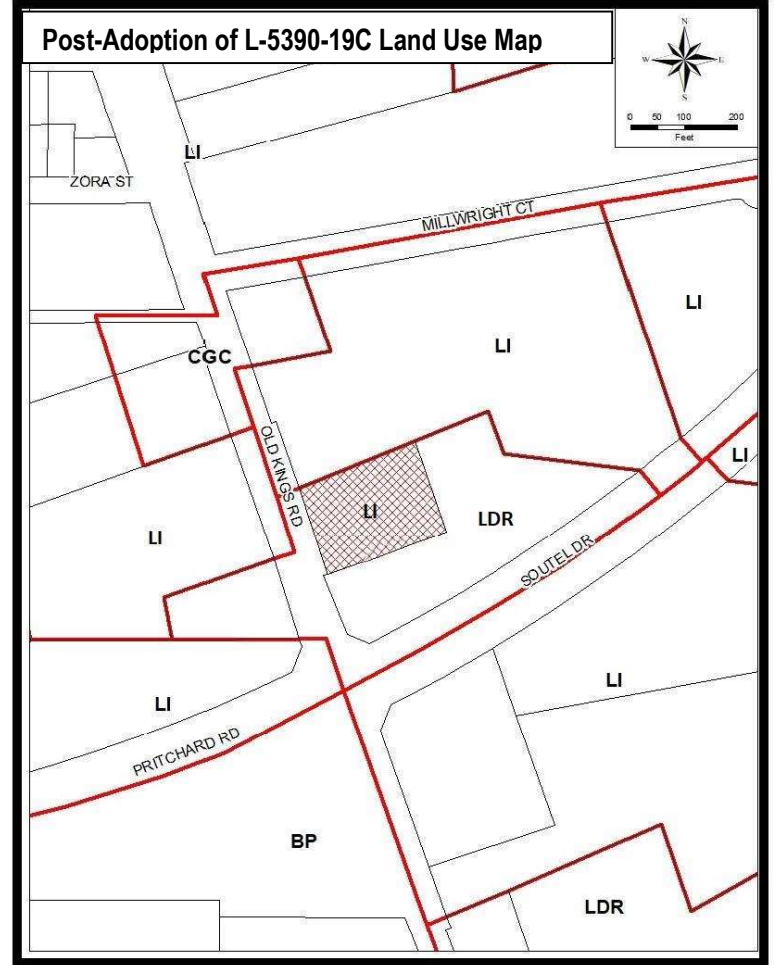 Post-Adoption of L-5390-19C Land Use Map
N
W
E
S
0 50 100 200
Feet
LI
ZORA ST
MILLWRIGHT CT
LI
CGC
LI
OLD KINGS RD
LI
LI
LI
LDR
SOUTEL DR
LI
LI
PRITCHARD RD
BP
LDR